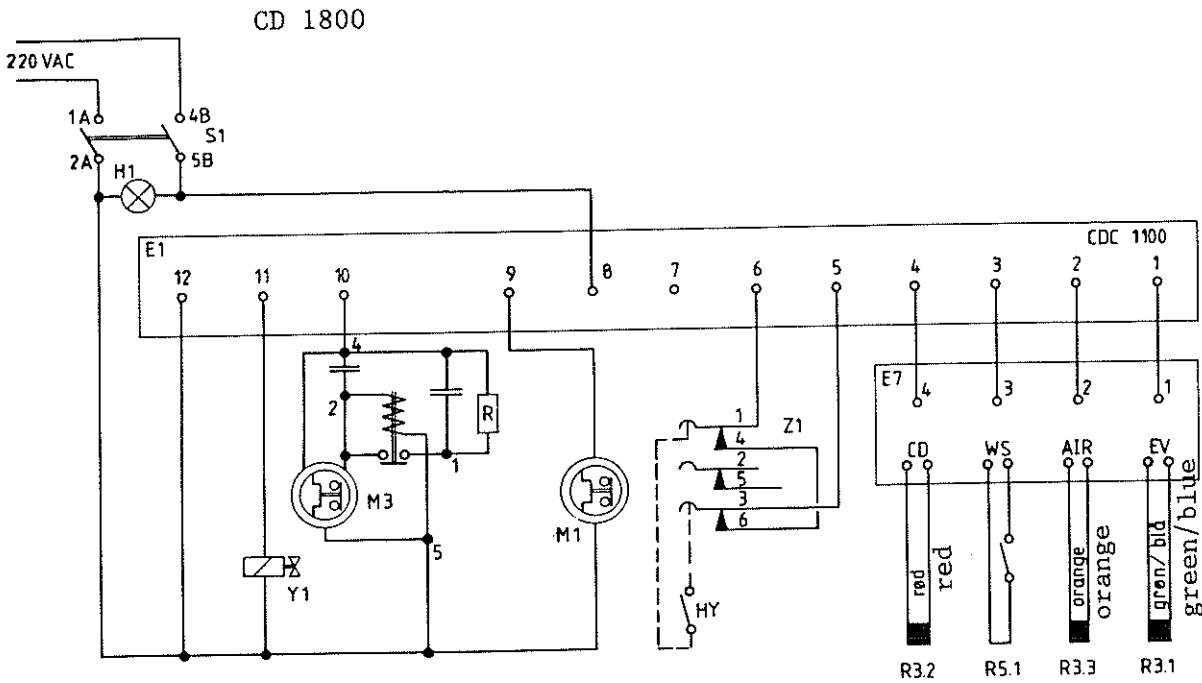 CD 1800
220 VAC
1A 4B
S1
2A 5B
H1
E1 CDC 1100
12 11 10 9 8 7 6 5 4 3 2 1
4
2
R
1
M3
5
Y1
M1
1
4
2
5
3
6
Z1
HY
E7
4 3 2 1
CD WS AIR EV
rød
red
orange
orange
grøn/blå
green/blue
R3.2 R5.1 R3.3 R3.1